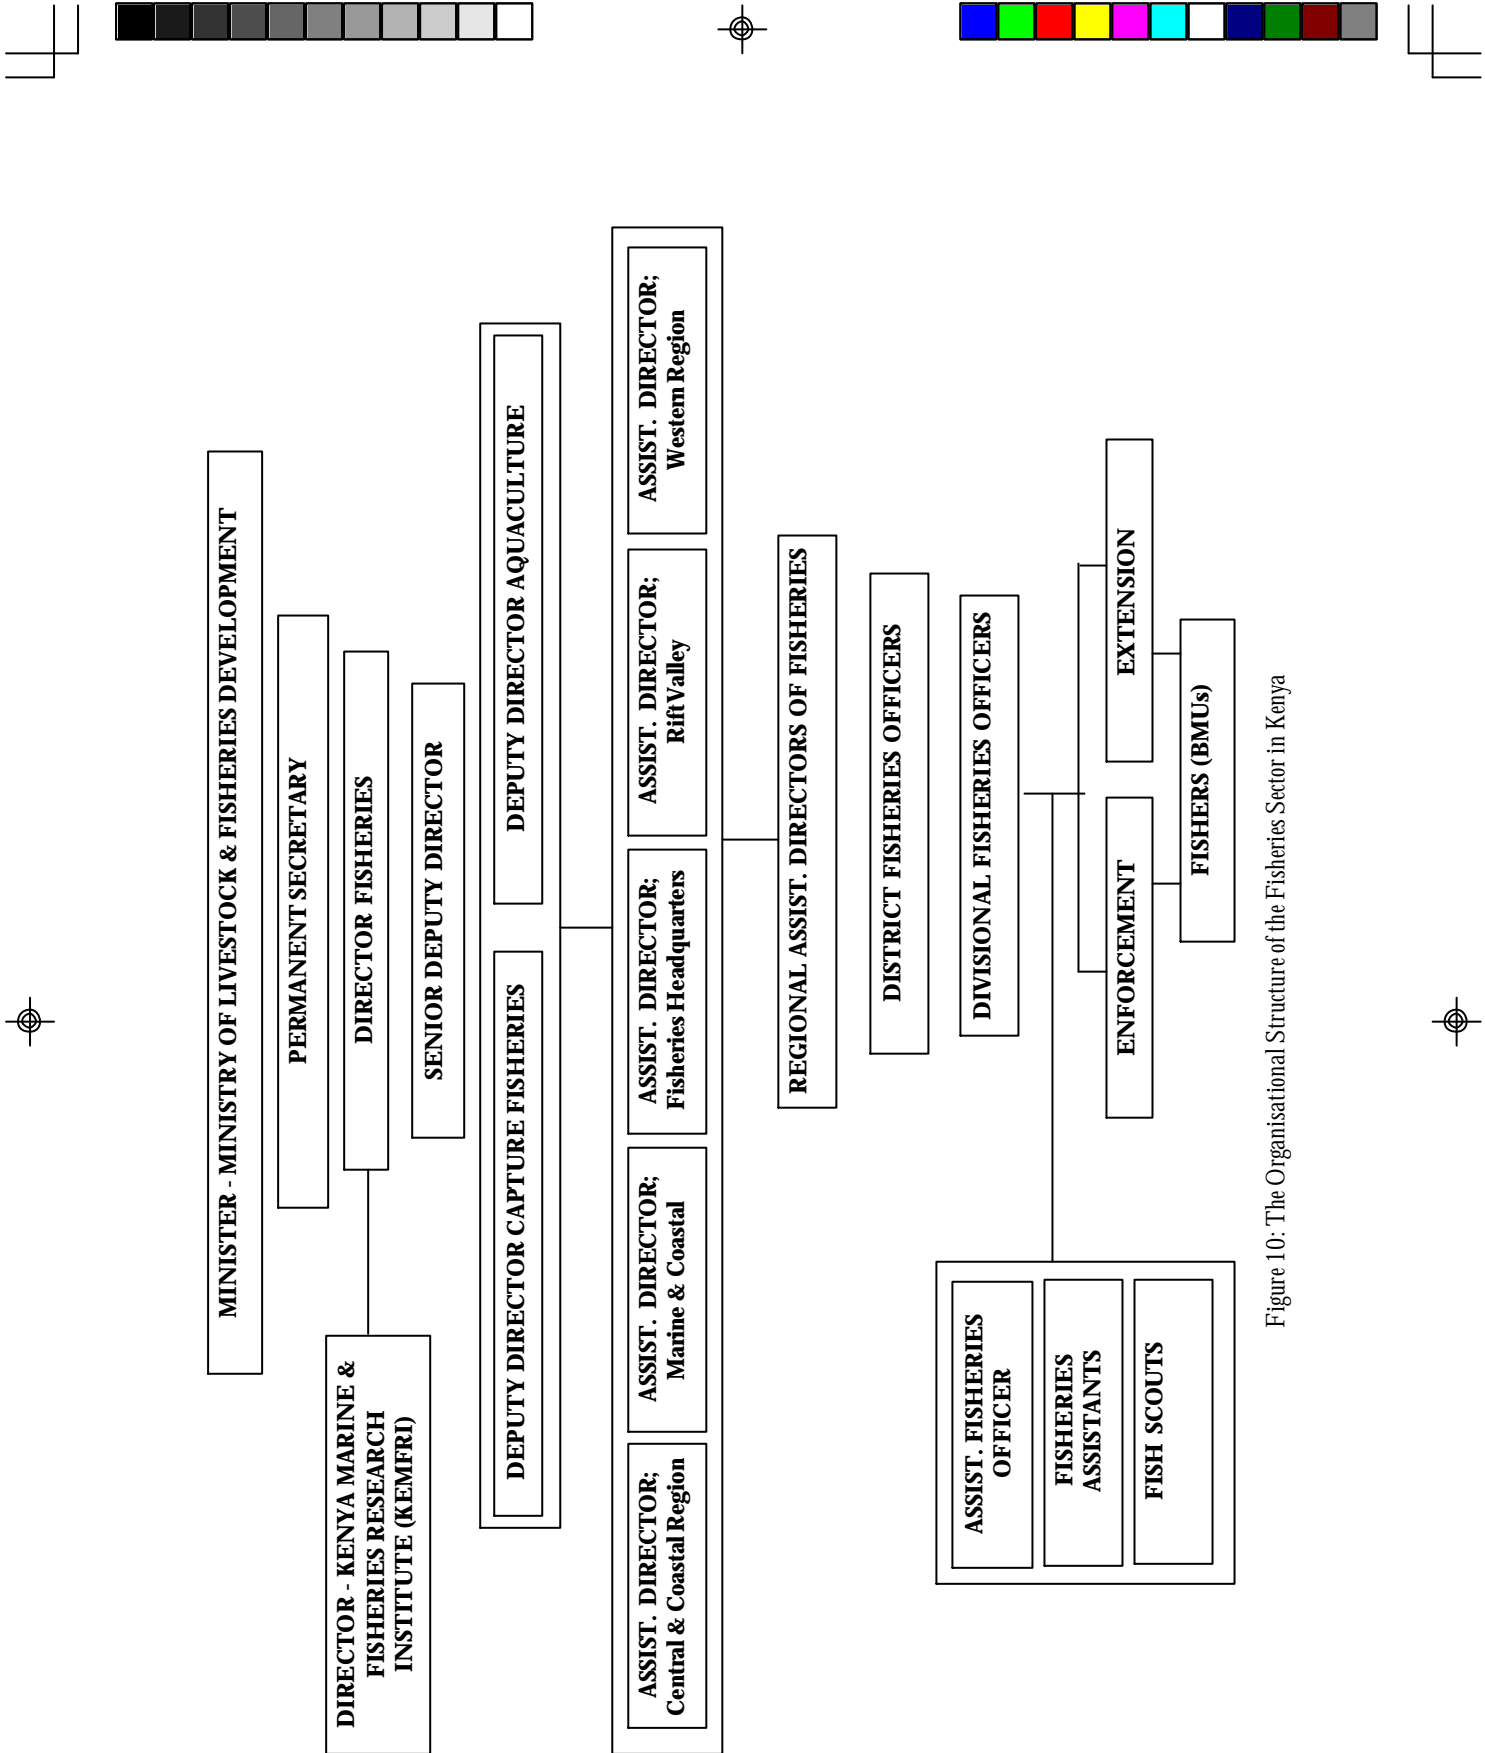 MINISTER - MINISTRY OF LIVESTOCK & FISHERIES DEVELOPMENT
PERMANENT SECRETARY
DIRECTOR FISHERIES
DIRECTOR - KENYA MARINE &
FISHERIES RESEARCH
INSTITUTE (KEMFRI)
SENIOR DEPUTY DIRECTOR
DEPUTY DIRECTOR CAPTURE FISHERIES
DEPUTY DIRECTOR AQUACULTURE
ASSIST. DIRECTOR;
Central & Coastal Region
ASSIST. DIRECTOR;
Marine & Coastal
ASSIST. DIRECTOR;
Fisheries Headquarters
ASSIST. DIRECTOR;
Rift Valley
ASSIST. DIRECTOR;
Western Region
REGIONAL ASSIST. DIRECTORS OF FISHERIES
DISTRICT FISHERIES OFFICERS
DIVISIONAL FISHERIES OFFICERS
ASSIST. FISHERIES
OFFICER
FISHERIES
ASSISTANTS
FISH SCOUTS
ENFORCEMENT
EXTENSION
FISHERS (BMUs)
Figure 10: The Organisational Structure of the Fisheries Sector in Kenya